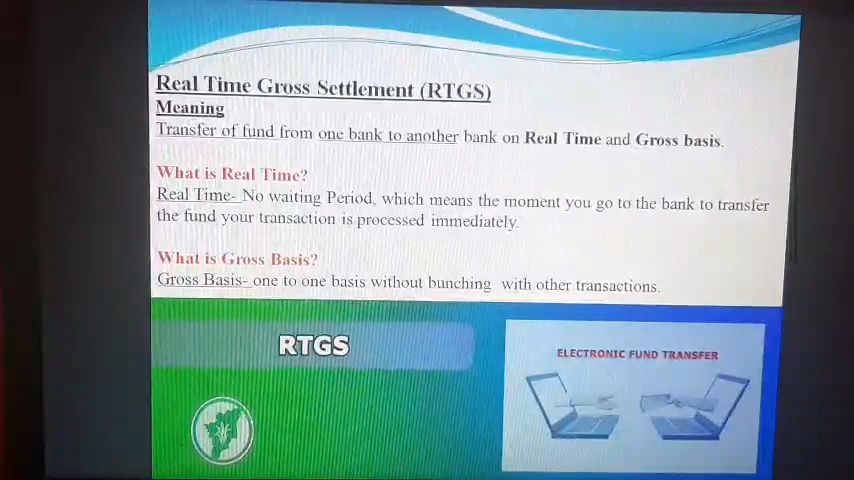 Real Time Gross Settlement (RTGS)
Meaning
Transfer of fund from one bank to another bank on Real Time and Gross basis.
What is Real Time?
Real Time- No waiting Period, which means the moment you go to the bank to transfer
the fund your transaction is processed immediately.
What is Gross Basis?
Gross Basis- one to one basis without bunching with other transactions.
RTGS
ELECTRONIC FUND TRANSFER